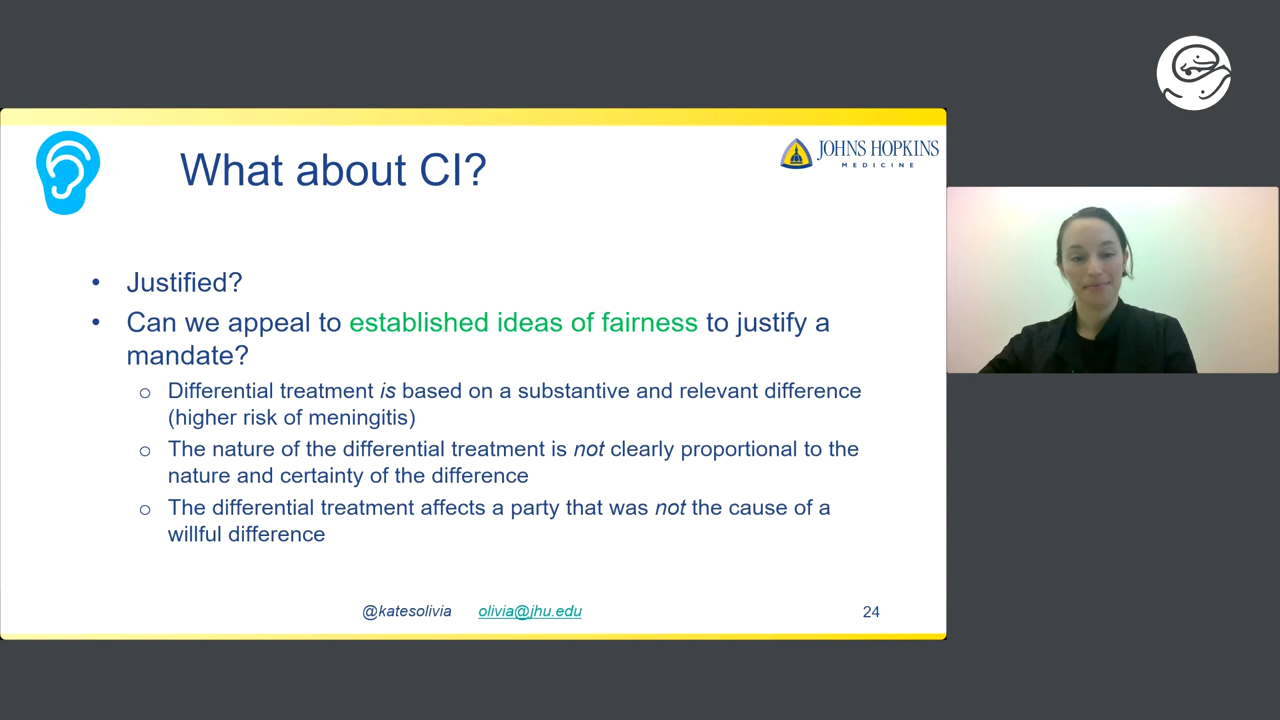 What about CI?
JOHNS HOPKINS
MEDICINE
• Justified?
• Can we appeal to established ideas of fairness to justify a
mandate?
o Differential treatment is based on a substantive and relevant difference
(higher risk of meningitis)
o The nature of the differential treatment is not clearly proportional to the
nature and certainty of the difference
o The differential treatment affects a party that was not the cause of a
willful difference
@katesolivia olivia@jhu.edu 24